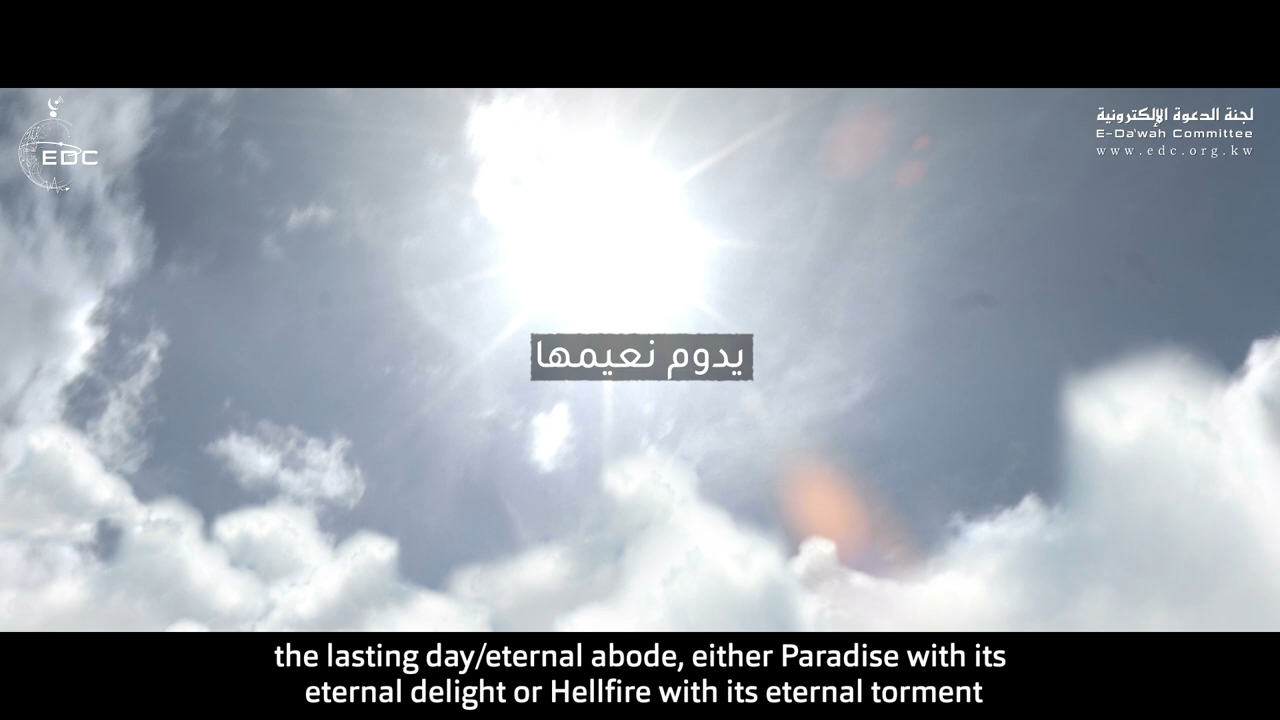 EDC
لجنة الدعوة الإلكترونية
E-Da'wah Committee
www.edc.org.kw
يدوم نعيمها
the lasting day/eternal abode, either Paradise with its
eternal delight or Hellfire with its eternal torment